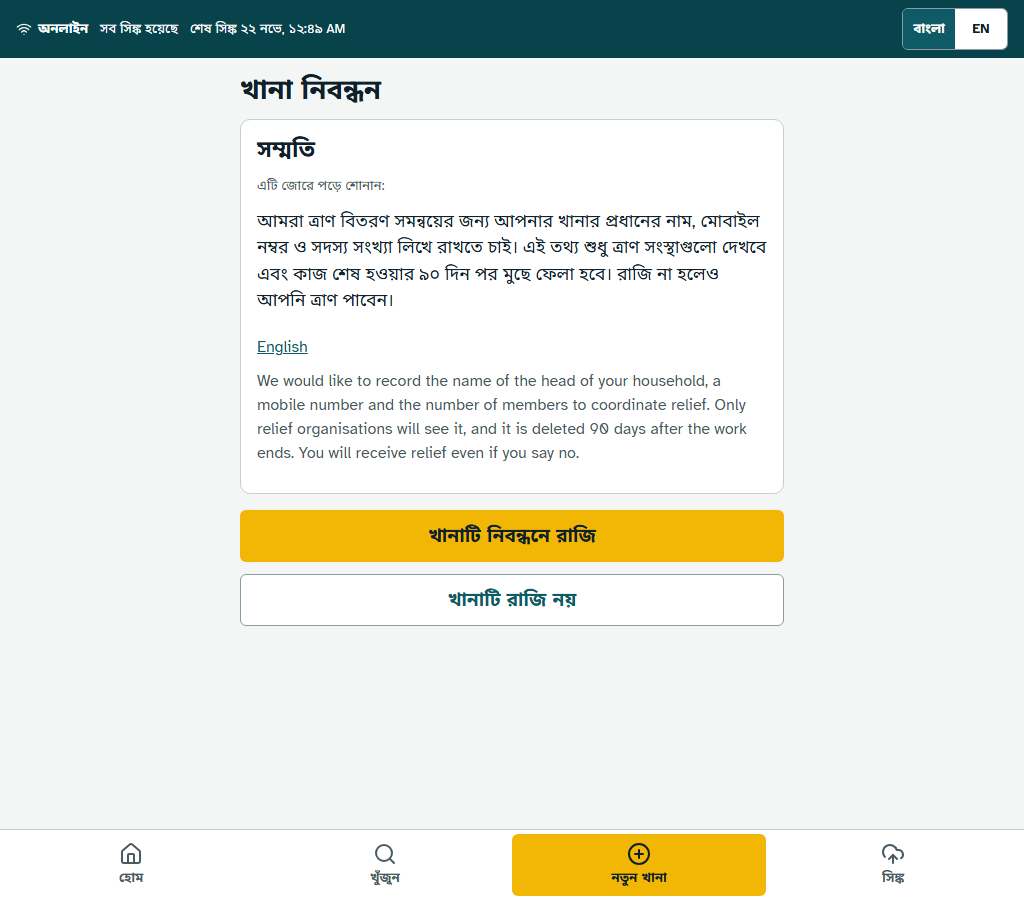 অনলাইন সব সিঙ্ক হয়েছে শেষ সিঙ্ক ২২ নভে, ১২:৪৯ AM
বাংলা EN
খানা নিবন্ধন
সম্মতি
এটি জোরে পড়ে শোনান:
আমরা ত্রাণ বিতরণ সমন্বয়ের জন্য আপনার খানার প্রধানের নাম, মোবাইল
নম্বর ও সদস্য সংখ্যা লিখে রাখতে চাই। এই তথ্য শুধু ত্রাণ সংস্থাগুলো দেখবে
এবং কাজ শেষ হওয়ার ৯০ দিন পর মুছে ফেলা হবে। রাজি না হলেও
আপনি ত্রাণ পাবেন।
English
We would like to record the name of the head of your household, a
mobile number and the number of members to coordinate relief. Only
relief organisations will see it, and it is deleted 90 days after the work
ends. You will receive relief even if you say no.
খানাটি নিবন্ধনে রাজি
খানাটি রাজি নয়
হোম খুঁজুন নতুন খানা সিঙ্ক